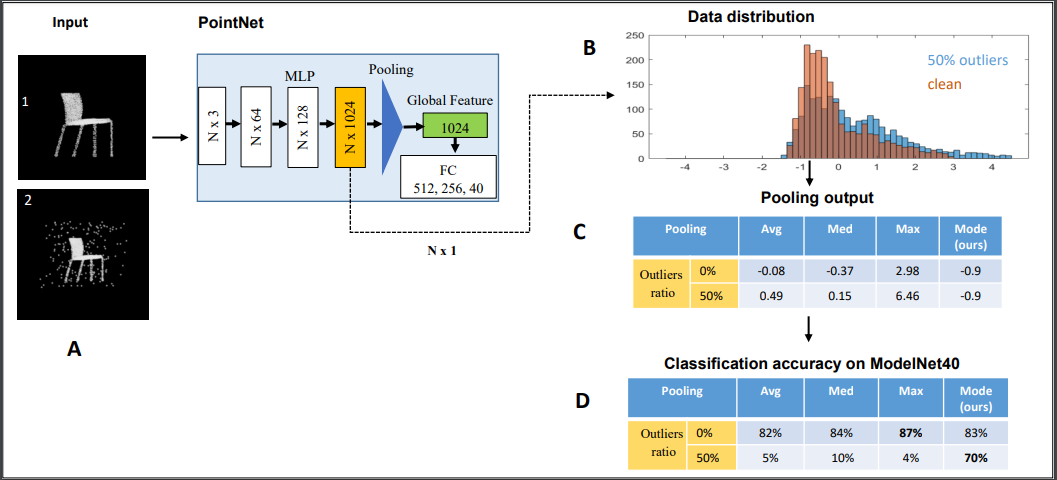 Input
PointNet
1
2
A
MLP
Pooling
N x 3
N x 64
N x 128
N x 1024
Global Feature
1024
FC
512, 256, 40
N x 1
Data distribution
B
250
200
150
100
50
0
50% outliers
clean
-4 -3 -2 -1 0 1 2 3 4
Pooling output
C
Pooling Avg Med Max Mode (ours)
Outliers ratio
0% -0.08 -0.37 2.98 -0.9
50% 0.49 0.15 6.46 -0.9
Classification accuracy on ModelNet40
D
Pooling Avg Med Max Mode (ours)
Outliers ratio
0% 82% 84% 87% 83%
50% 5% 10% 4% 70%